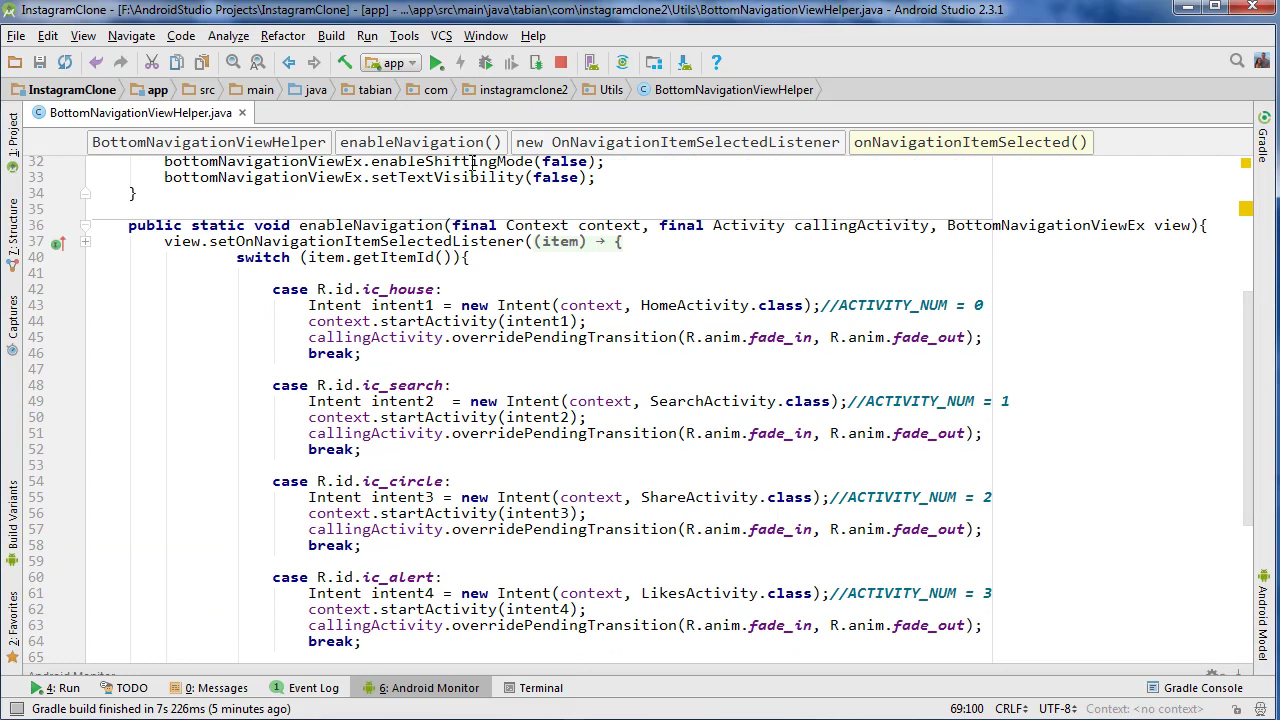 InstagramClone - [F:\AndroidStudio Projects\InstagramClone] - [app] - ...\app\src\main\java\tabian\com\instagramclone2\Utils\BottomNavigationViewHelper.java - Android Studio 2.3.1
File Edit View Navigate Code Analyze Refactor Build Run Tools VCS Window Help
app
InstagramClone app src main java tabian com instagramclone2 Utils BottomNavigationViewHelper
BottomNavigationViewHelper.java
BottomNavigationViewHelper enableNavigation() new OnNavigationItemSelectedListener onNavigationItemSelected()
32 bottomNavigationViewEx.enableShiftingMode(false);
33 bottomNavigationViewEx.setTextVisibility(false);
34 }
35
36 public static void enableNavigation(final Context context, final Activity callingActivity, BottomNavigationViewEx view){
37 view.setOnNavigationItemSelectedListener((item) → {
40 switch (item.getItemId()){
41
42 case R.id.ic_house:
43 Intent intent1 = new Intent(context, HomeActivity.class);//ACTIVITY_NUM = 0
44 context.startActivity(intent1);
45 callingActivity.overridePendingTransition(R.anim.fade_in, R.anim.fade_out);
46 break;
47
48 case R.id.ic_search:
49 Intent intent2  = new Intent(context, SearchActivity.class);//ACTIVITY_NUM = 1
50 context.startActivity(intent2);
51 callingActivity.overridePendingTransition(R.anim.fade_in, R.anim.fade_out);
52 break;
53
54 case R.id.ic_circle:
55 Intent intent3 = new Intent(context, ShareActivity.class);//ACTIVITY_NUM = 2
56 context.startActivity(intent3);
57 callingActivity.overridePendingTransition(R.anim.fade_in, R.anim.fade_out);
58 break;
59
60 case R.id.ic_alert:
61 Intent intent4 = new Intent(context, LikesActivity.class);//ACTIVITY_NUM = 3
62 context.startActivity(intent4);
63 callingActivity.overridePendingTransition(R.anim.fade_in, R.anim.fade_out);
64 break;
65
1: Project
7: Structure
Captures
Build Variants
2: Favorites
Gradle
Android Model
Android Monitor
4: Run TODO 0: Messages 1 Event Log 6: Android Monitor Terminal Gradle Console
Gradle build finished in 7s 226ms (5 minutes ago) 69:100 CRLF UTF-8 Context: <no context>